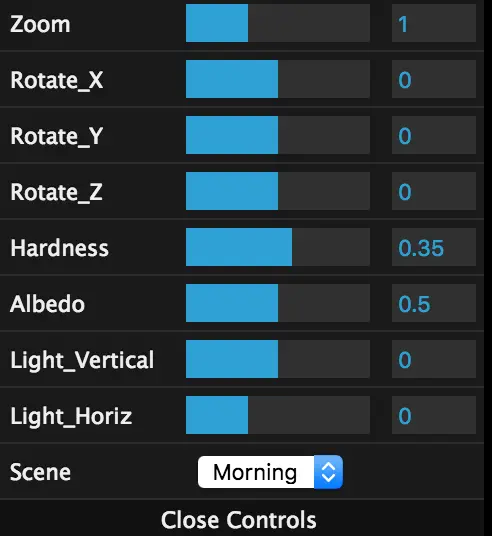 Zoom 1
Rotate_X 0
Rotate_Y 0
Rotate_Z 0
Hardness 0.35
Albedo 0.5
Light_Vertical 0
Light_Horiz 0
Scene Morning
Close Controls